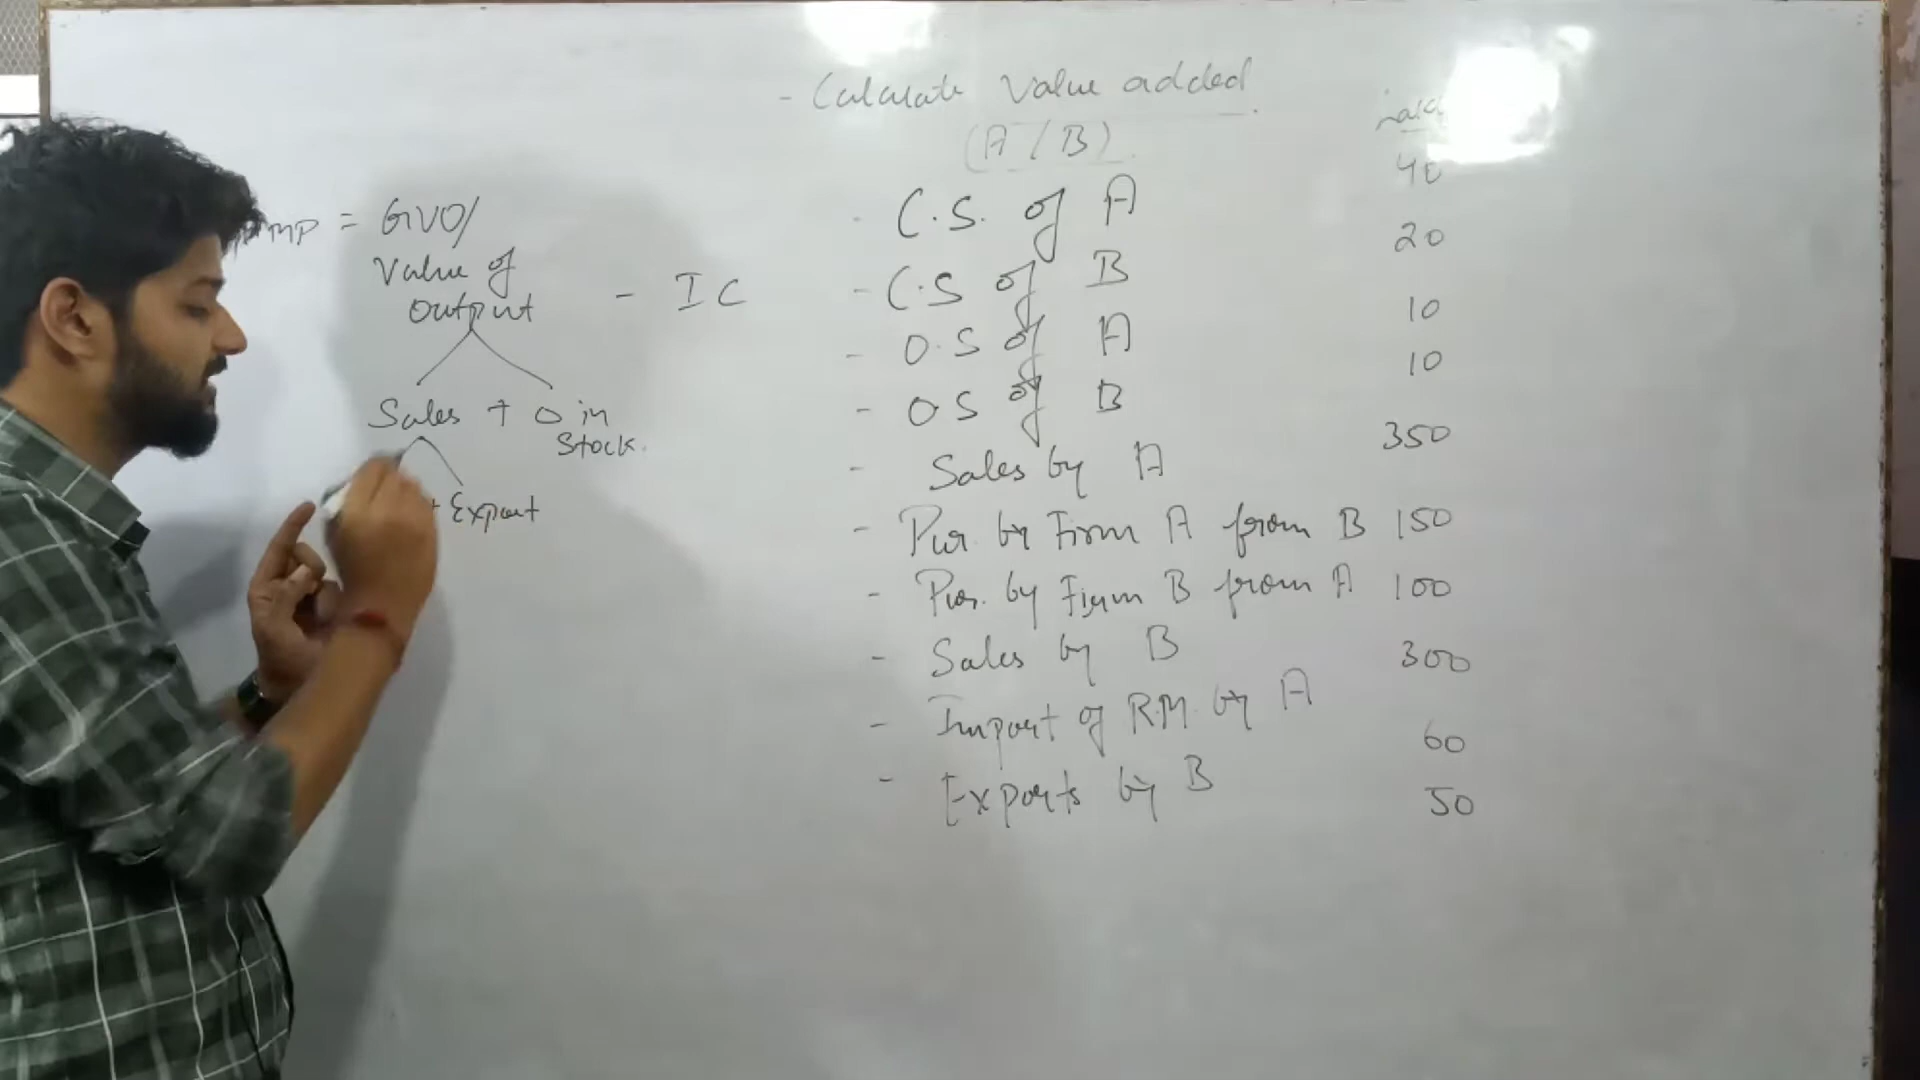 - Calculate Value added
(A/B)
MP = GVO/
Value of
Output
- IC
Sales + Δ in
Stock.
+ Export
- C.S. of A 40
- C.S of B 20
- O.S of A 10
- OS of B 10
- Sales by A 350
- Pur. by Firm A from B 150
- Pur. by Firm B from A 100
- Sales by B 300
- Import of R.M. by A 60
- Exports by B 50